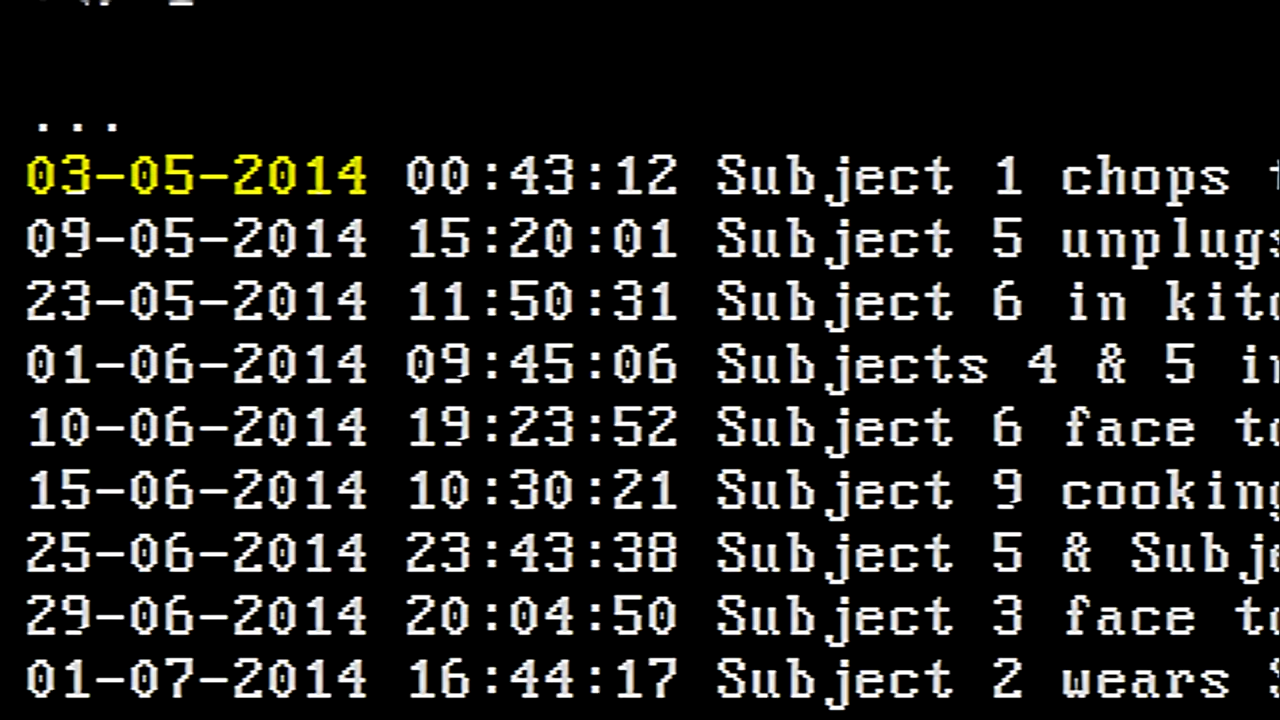 ...
03-05-2014 00:43:12 Subject 1 chops
09-05-2014 15:20:01 Subject 5 unplugs
23-05-2014 11:50:31 Subject 6 in
01-06-2014 09:45:06 Subjects 4 & 5
10-06-2014 19:23:52 Subject 6 face
15-06-2014 10:30:21 Subject 9 cooking
25-06-2014 23:43:38 Subject 5 &
29-06-2014 20:04:50 Subject 3 face
01-07-2014 16:44:17 Subject 2 wears